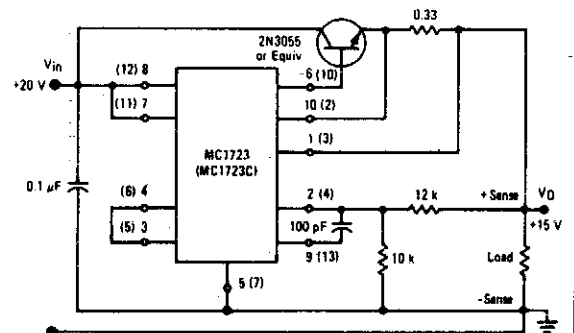 0.33
2N3055
or Equiv
Vin
+20 V
(12) 8
(11) 7
6 (10)
10 (2)
1 (3)
MC1723
(MC1723C)
0.1 µF
(6) 4
(5) 3
2 (4)
12 k
+Sense
VO
+15 V
100 pF
9 (13)
10 k
Load
5 (7)
-Sense